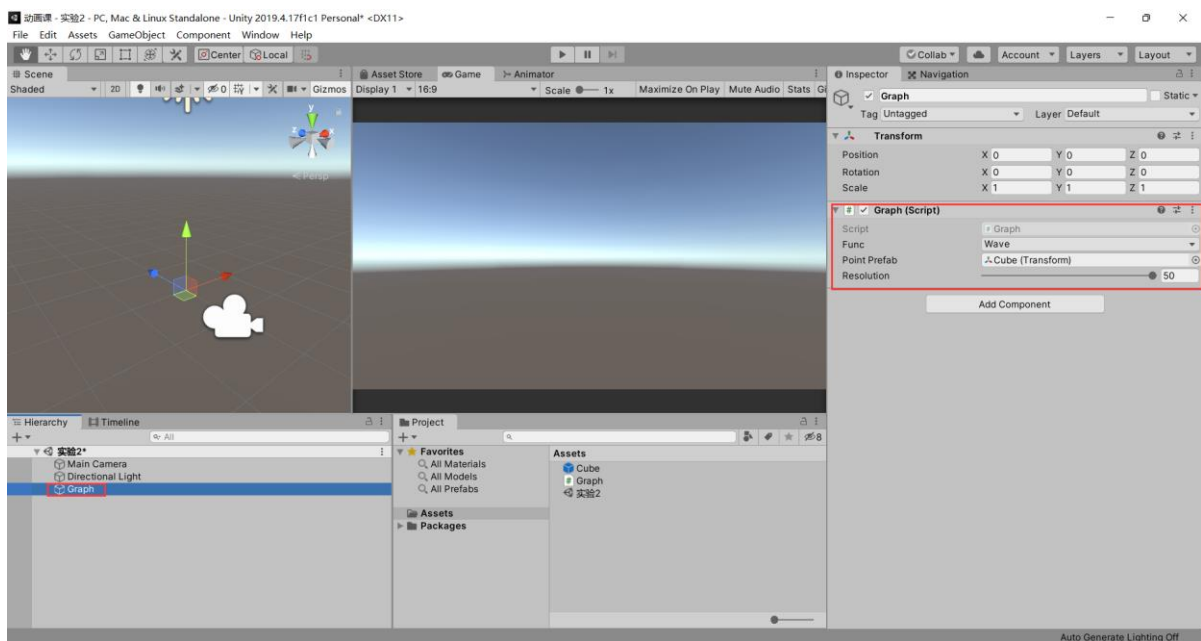 动画课 - 实验2 - PC, Mac & Linux Standalone - Unity 2019.4.17f1c1 Personal* <DX11>
File Edit Assets GameObject Component Window Help
Center Local
Collab Account Layers Layout
Scene
Shaded 2D 0 Gizmos
y
z x
Persp
Asset Store Game Animator
Display 1 16:9 Scale 1x Maximize On Play Mute Audio Stats Gi
Inspector Navigation
Graph Static
Tag Untagged Layer Default
Transform
Position X 0 Y 0 Z 0
Rotation X 0 Y 0 Z 0
Scale X 1 Y 1 Z 1
# Graph (Script)
Script Graph
Func Wave
Point Prefab Cube (Transform)
Resolution 50
Add Component
Hierarchy Timeline
All
实验2*
Main Camera
Directional Light
Graph
Project
8
Favorites
All Materials
All Models
All Prefabs
Assets
Packages
Assets
Cube
Graph
实验2
Auto Generate Lighting Off